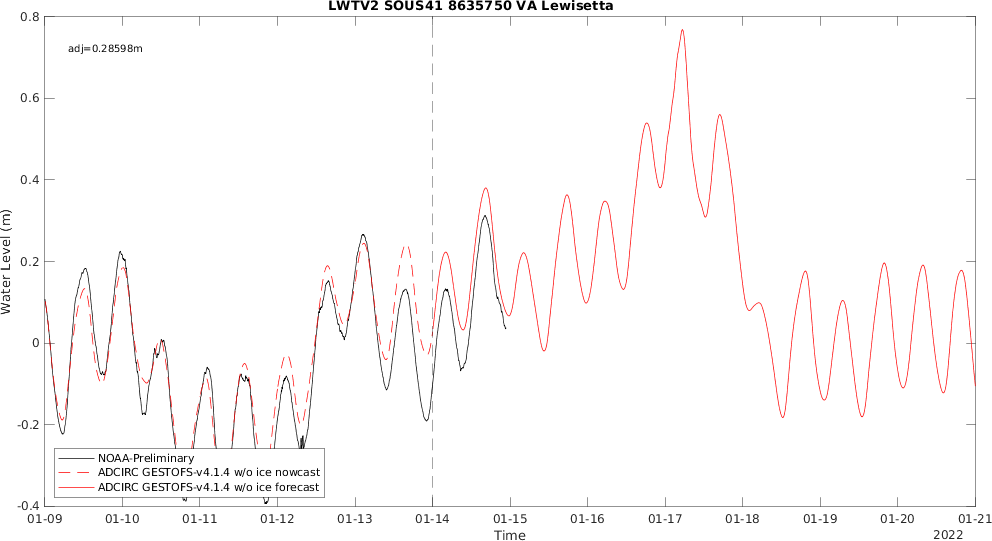 LWTV2 SOUS41 8635750 VA Lewisetta
adj=0.28598m
Water Level (m)
0.8
0.6
0.4
0.2
0
-0.2
-0.4
NOAA-Preliminary
ADCIRC GESTOFS-v4.1.4 w/o ice nowcast
ADCIRC GESTOFS-v4.1.4 w/o ice forecast
01-09 01-10 01-11 01-12 01-13 01-14 01-15 01-16 01-17 01-18 01-19 01-20 01-21
Time
2022